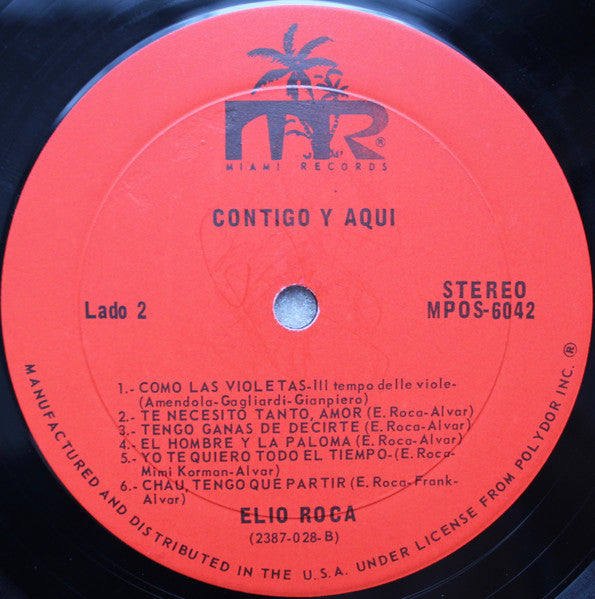 MR®
MIAMI RECORDS
CONTIGO Y AQUI
Lado 2
STEREO
MPOS-6042
1.- COMO LAS VIOLETAS-III tempo delle viole-
(Amendola-Gagliardi-Gianpiero)
2.- TE NECESITO TANTO, AMOR (E. Roca-Alvar)
3.- TENGO GANAS DE DECIRTE (E. Roca-Alvar)
4.- EL HOMBRE Y LA PALOMA (E. Roca-Alvar)
5.- YO TE QUIERO TODO EL TIEMPO-(E. Roca-
Mimi Korman-Alvar)
6.- CHAU, TENGO QUE PARTIR (E. Roca-Frank-
Alvar)
ELIO ROCA
(2387-028-B)
MANUFACTURED AND DISTRIBUTED IN THE U.S.A. UNDER LICENSE FROM POLYDOR INC. ®